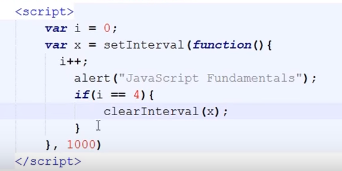 <script>
var i = 0;
var x = setInterval(function(){
i++;
alert("JavaScript Fundamentals");
if(i == 4){
clearInterval(x);
}
}, 1000)
</script>